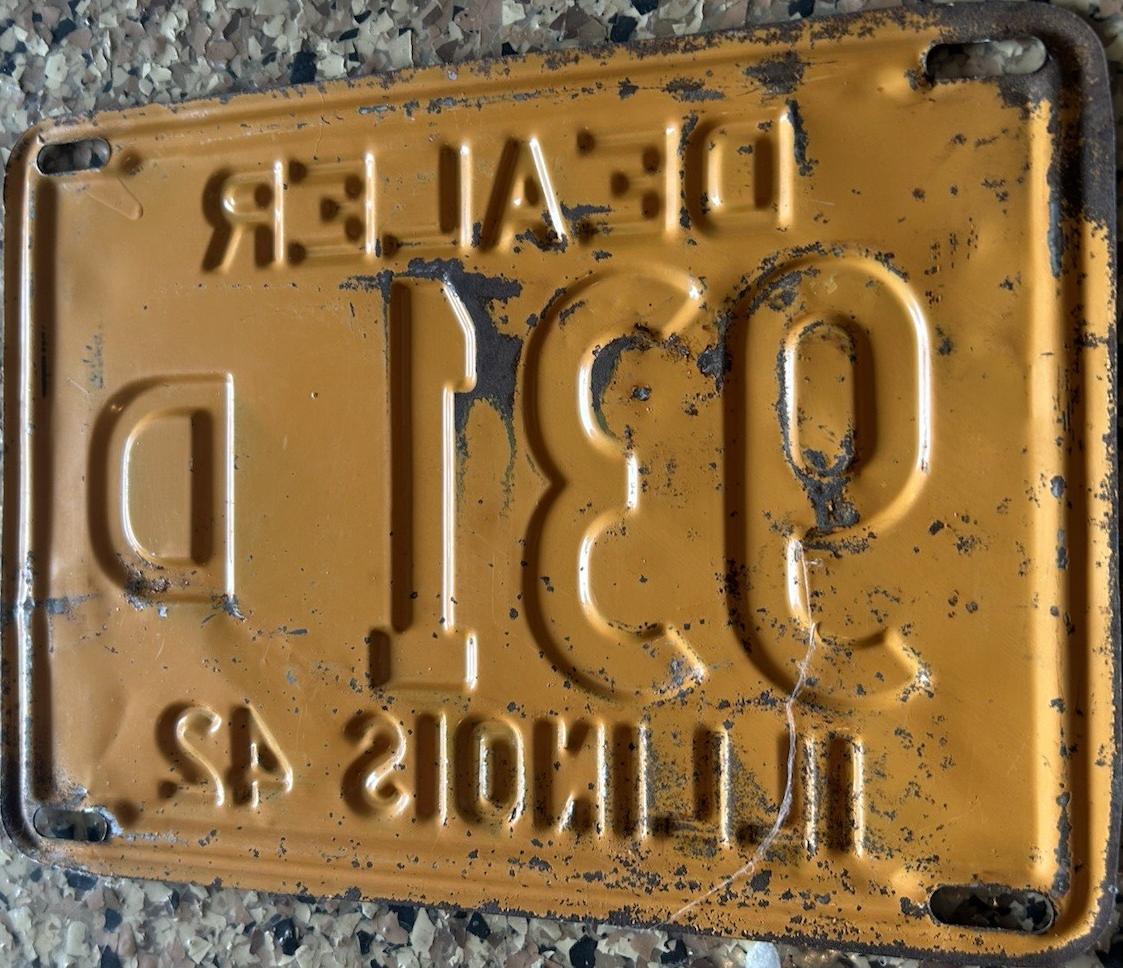 DEALER
931 D
ILLINOIS 42